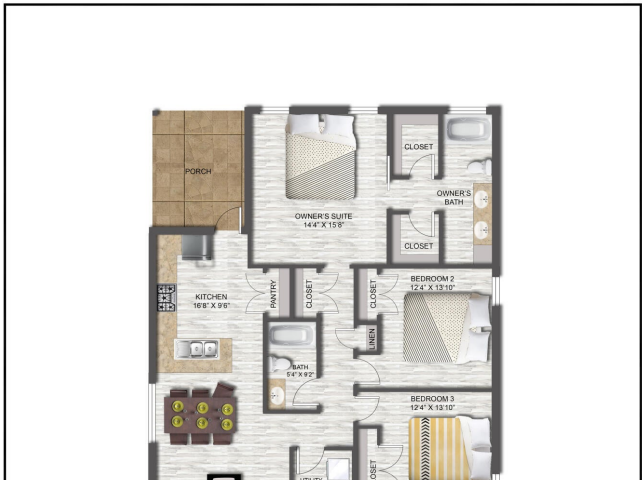 PORCH
CLOSET
OWNER'S
BATH
OWNER'S SUITE
14'4" X 15'8"
CLOSET
KITCHEN
16'8" X 9'6"
PANTRY
CLOSET
CLOSET
BEDROOM 2
12'4" X 13'10"
LINEN
BATH
5'4" X 9'2"
BEDROOM 3
12'4" X 13'10"
UTILITY